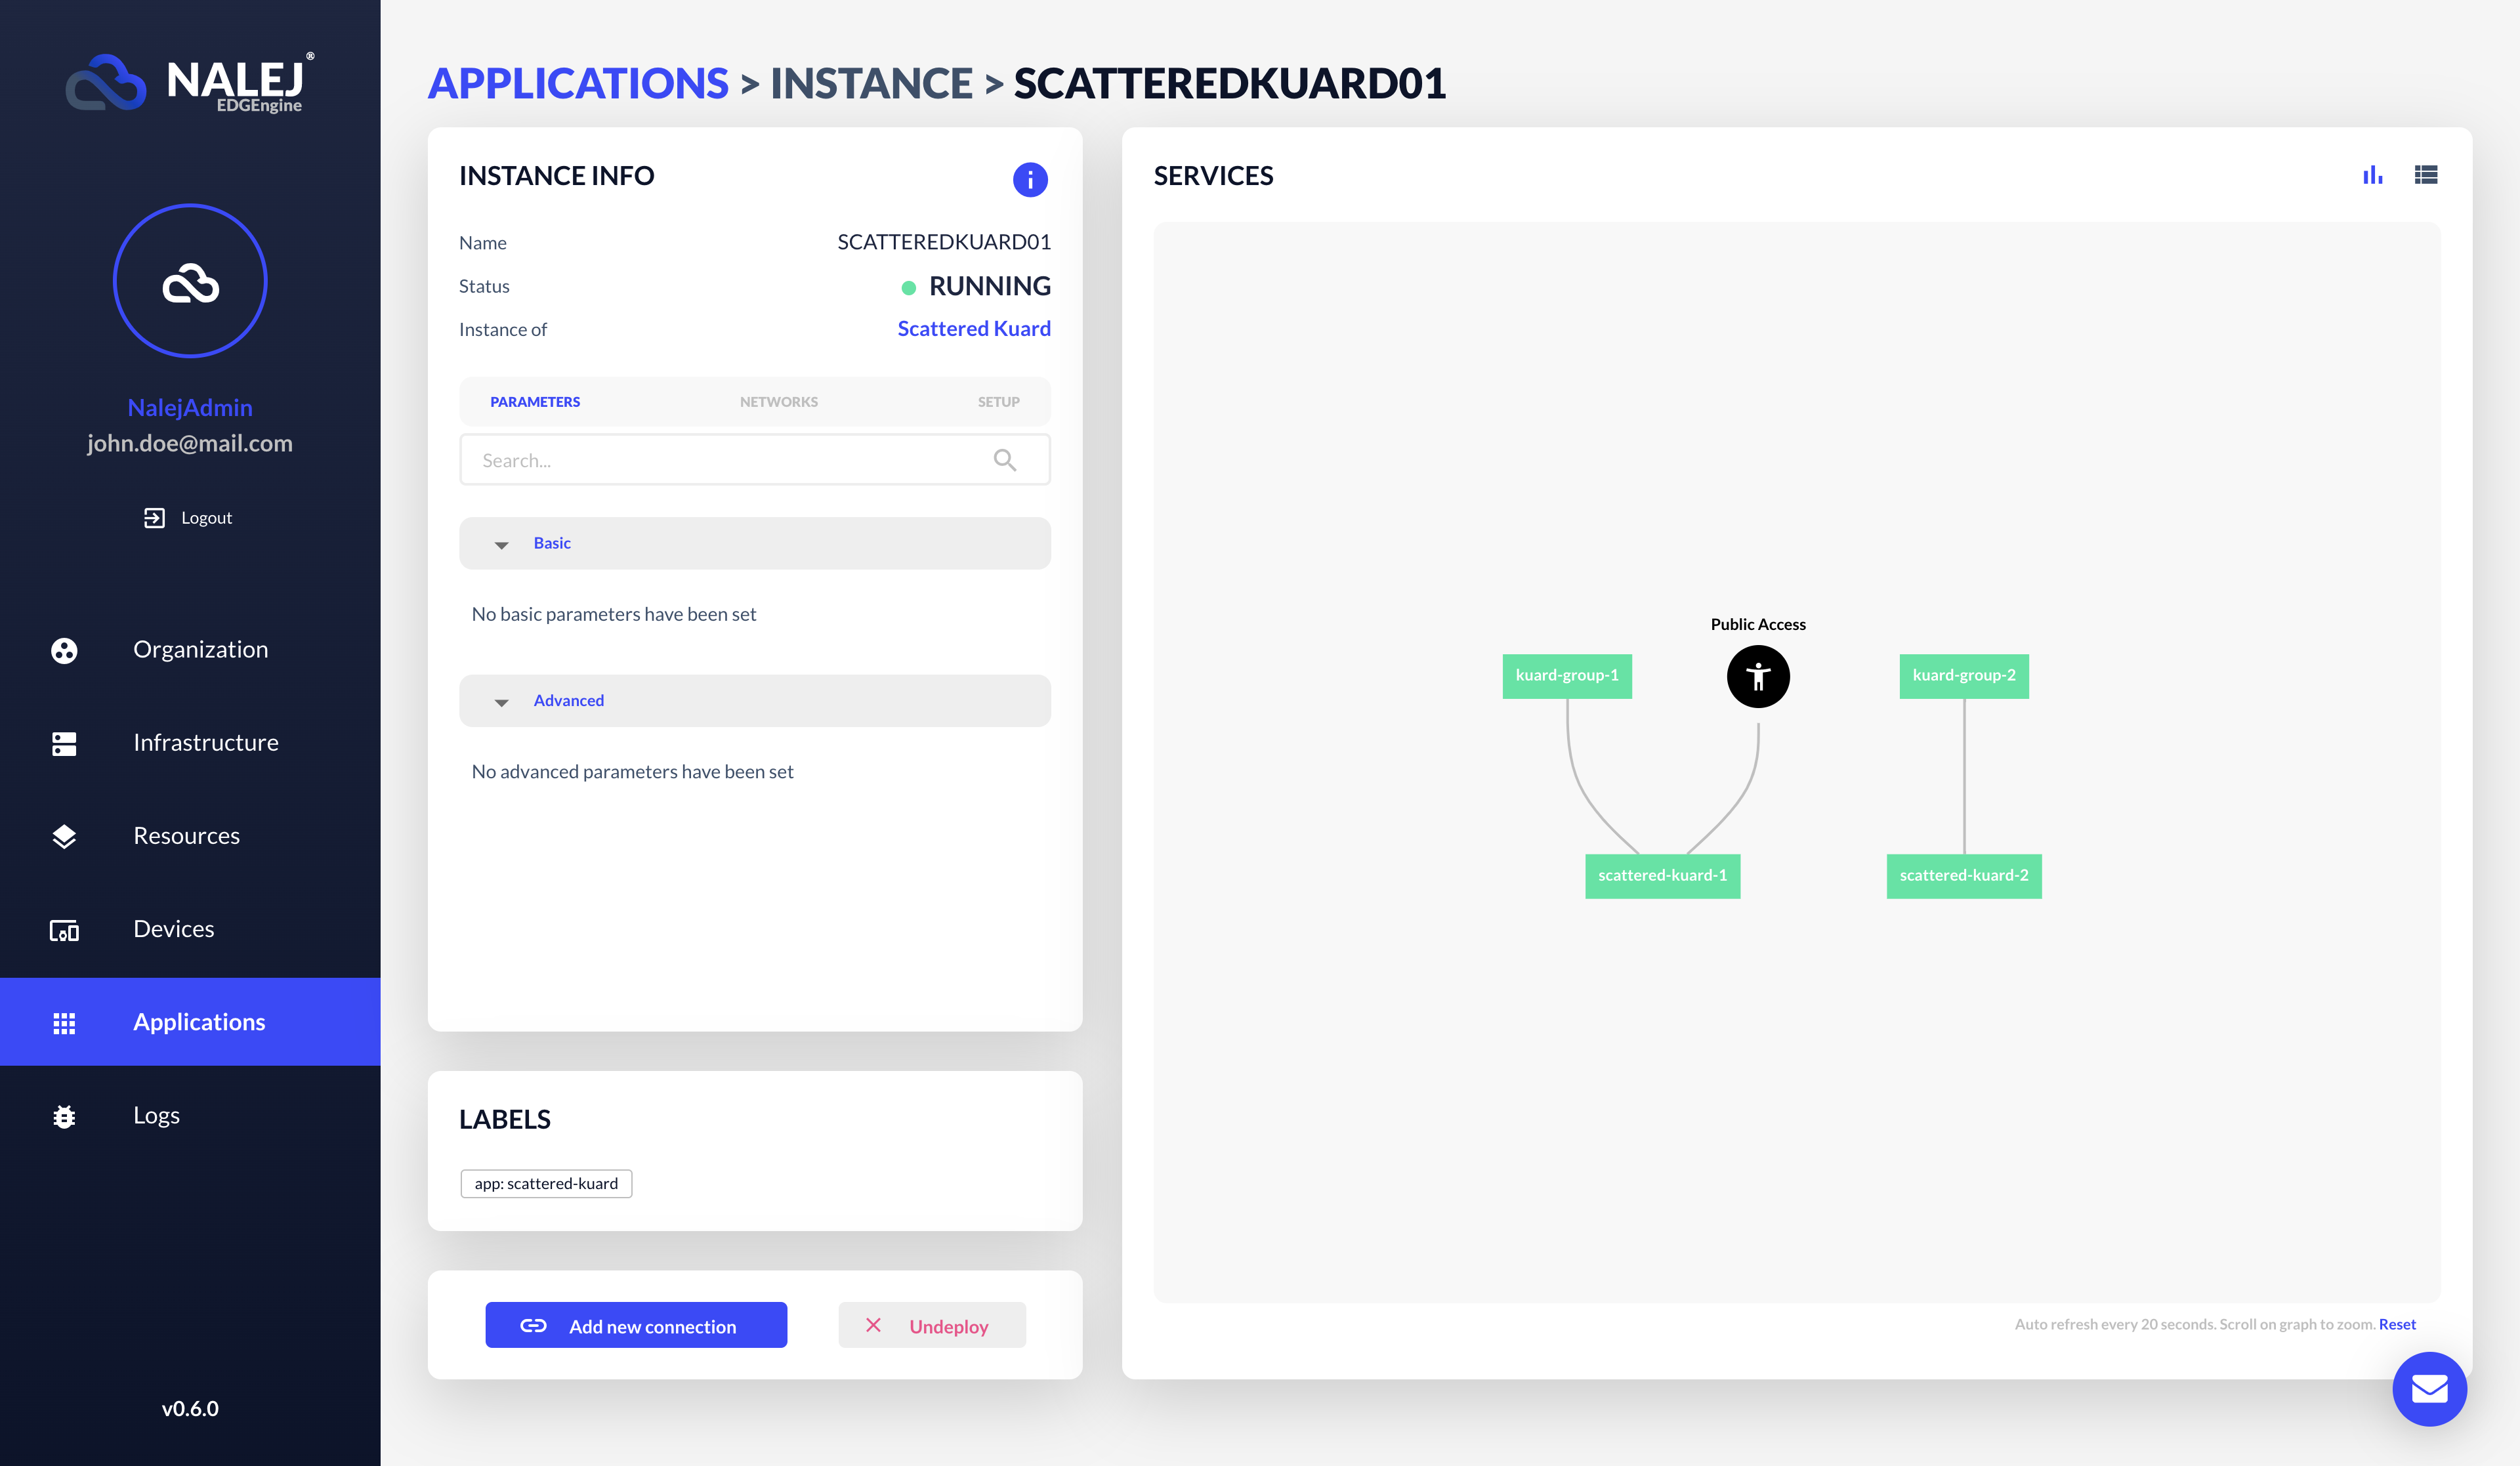 NALEJ®
EDGEngine
NalejAdmin
john.doe@mail.com
Logout
Organization
Infrastructure
Resources
Devices
Applications
Logs
v0.6.0
APPLICATIONS > INSTANCE > SCATTEREDKUARD01
INSTANCE INFO
Name SCATTEREDKUARD01
Status RUNNING
Instance of Scattered Kuard
PARAMETERS NETWORKS SETUP
Search...
Basic
No basic parameters have been set
Advanced
No advanced parameters have been set
LABELS
app: scattered-kuard
Add new connection Undeploy
SERVICES
Public Access
kuard-group-1 kuard-group-2
scattered-kuard-1 scattered-kuard-2
Auto refresh every 20 seconds. Scroll on graph to zoom. Reset